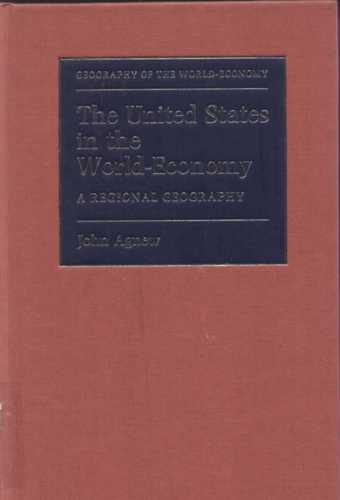 GEOGRAPHY OF THE WORLD-ECONOMY
The United States
in the
World-Economy
A REGIONAL GEOGRAPHY
John Agnew